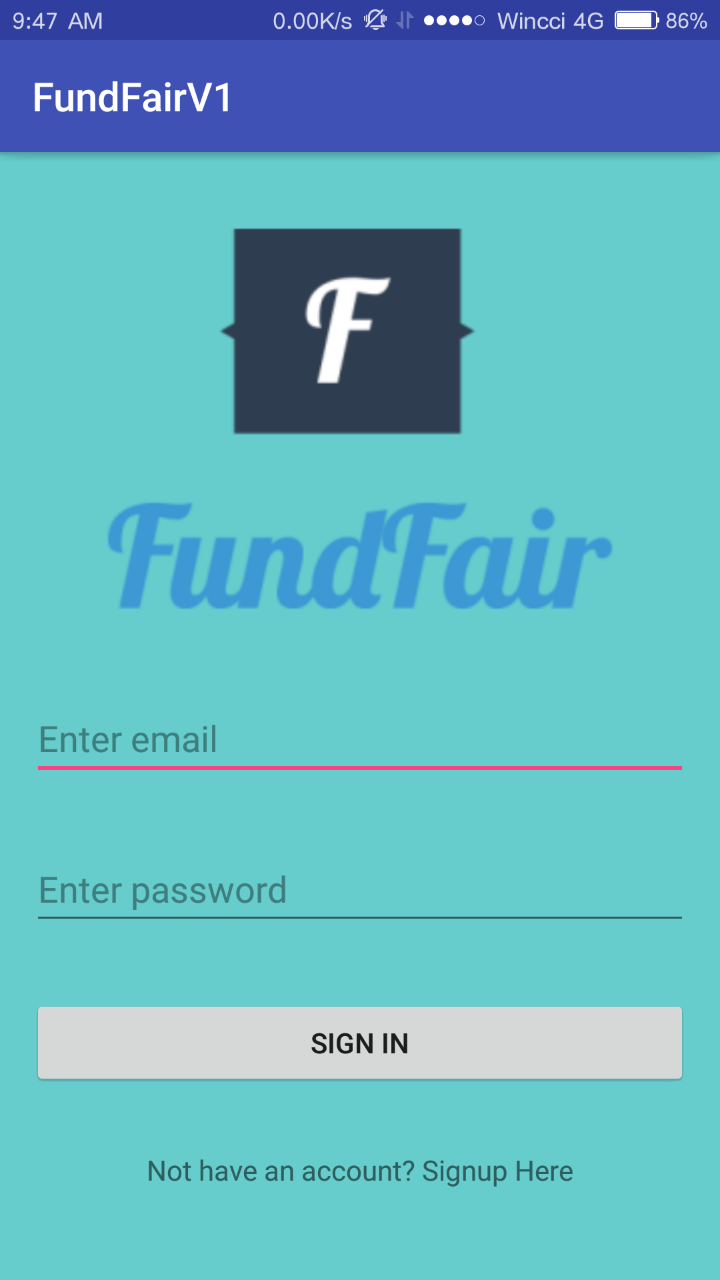 9:47 AM 0.00K/s Wincci 4G 86%
FundFairV1
F
FundFair
Enter email
Enter password
SIGN IN
Not have an account? Signup Here